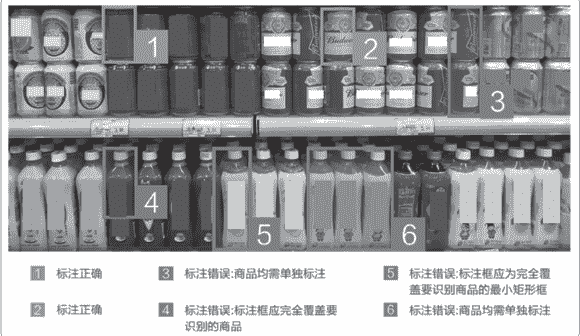 1
2
3
4
5
6
1 标注正确
3 标注错误:商品均需单独标注
5 标注错误:标注框应为完全覆
盖要识别商品的最小矩形框
2 标注正确
4 标注错误:标注框应完全覆盖要
识别的商品
6 标注错误:商品均需单独标注